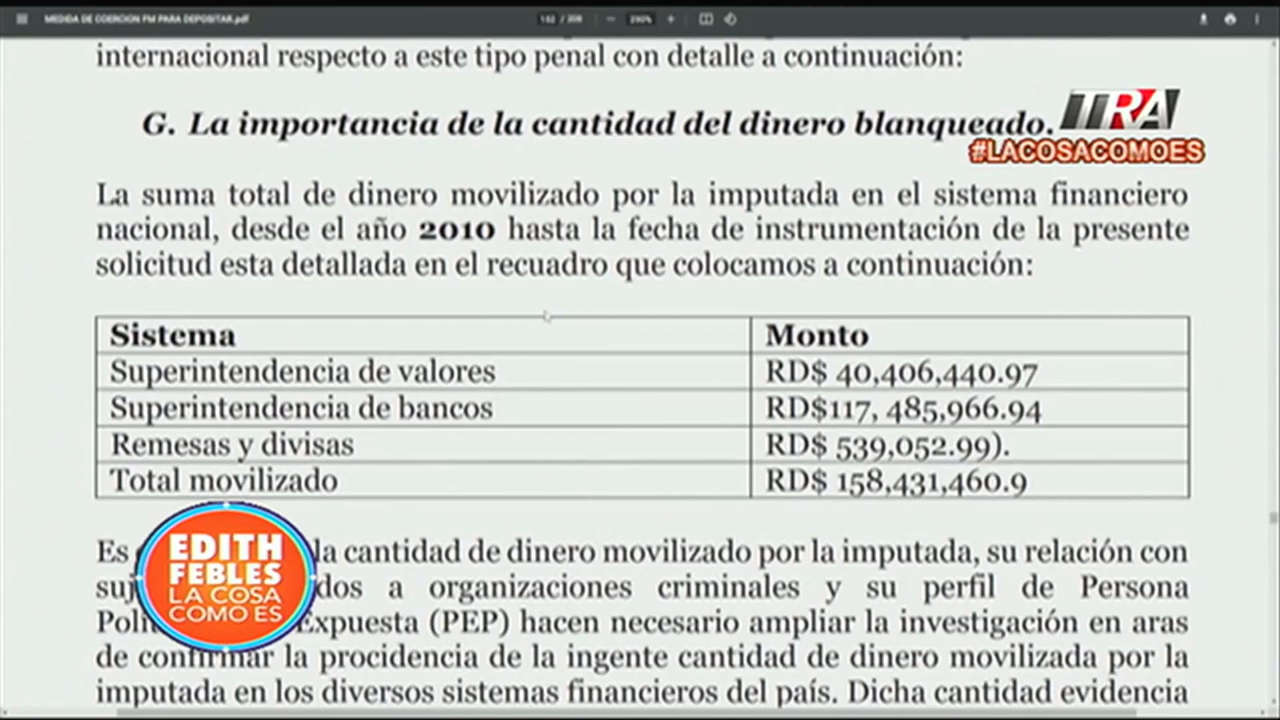 MEDIDA DE COERCION FM PARA DEPOSITAR.pdf
132 / 208
200%
internacional respecto a este tipo penal con detalle a continuación:
G. La importancia de la cantidad del dinero blanqueado.
TRA
#LACOSACOMOES
La suma total de dinero movilizado por la imputada en el sistema financiero
nacional, desde el año 2010 hasta la fecha de instrumentación de la presente
solicitud esta detallada en el recuadro que colocamos a continuación:
Sistema Monto
Superintendencia de valores RD$ 40,406,440.97
Superintendencia de bancos RD$117, 485,966.94
Remesas y divisas RD$ 539,052.99).
Total movilizado RD$ 158,431,460.9
Es la cantidad de dinero movilizado por la imputada, su relación con
dos a organizaciones criminales y su perfil de Persona
Expuesta (PEP) hacen necesario ampliar la investigación en aras
de confirmar la procidencia de la ingente cantidad de dinero movilizada por la
imputada en los diversos sistemas financieros del país. Dicha cantidad evidencia
EDITH
FEBLES
LA COSA
COMO ES